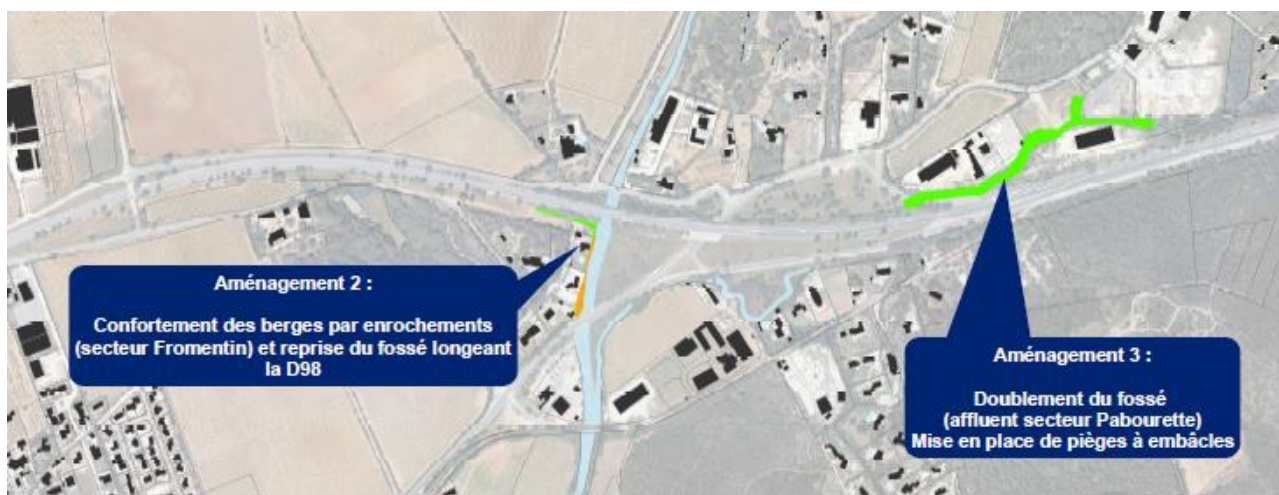 Aménagement 2 :
Confortement des berges par enrochements
(secteur Fromentin) et reprise du fossé longeant
la D98
Aménagement 3 :
Doublement du fossé
(affluent secteur Pabourette)
Mise en place de pièges à embâcles